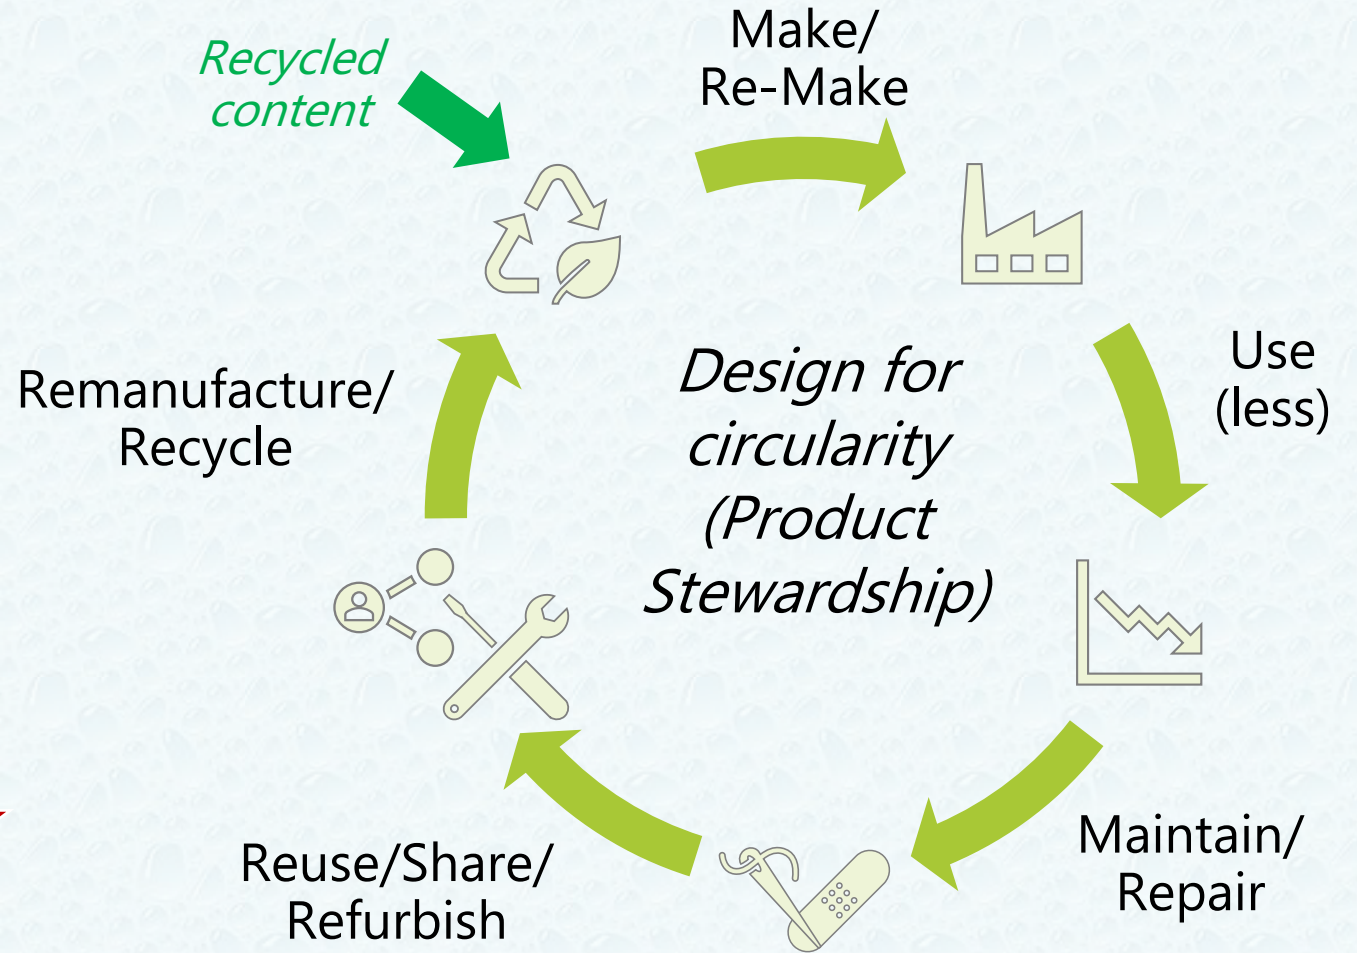 Recycled
content
Make/
Re-Make
Use
(less)
Design for
circularity
(Product
Stewardship)
Remanufacture/
Recycle
Maintain/
Repair
Reuse/Share/
Refurbish